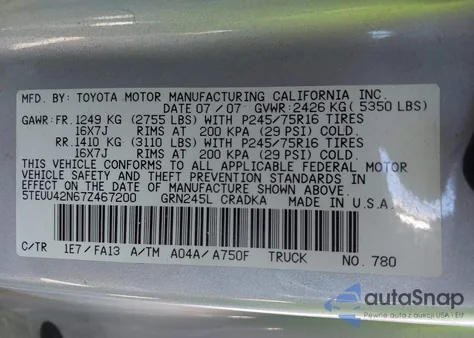 MFD. BY: TOYOTA MOTOR MANUFACTURING CALIFORNIA INC.
DATE 07/07 GVWR: 2426 KG ( 5350 LBS)
GAWR: FR. 1249 KG (2755 LBS) WITH P245/75R16 TIRES
16X7J RIMS AT 200 KPA (29 PSI) COLD.
RR. 1410 KG (3110 LBS) WITH P245/75R16 TIRES
16X7J RIMS AT 200 KPA (29 PSI) COLD.
THIS VEHICLE CONFORMS TO ALL APPLICABLE FEDERAL MOTOR
VEHICLE SAFETY AND THEFT PREVENTION STANDARDS IN
EFFECT ON THE DATE OF MANUFACTURE SHOWN ABOVE.
5TEUU42N67Z467200 GRN245L CRADKA MADE IN U.S.A
C/TR 1E7/FA13 A/TM A04A/A750F TRUCK NO. 780
autoSnap
Pewne auto z USA i EU